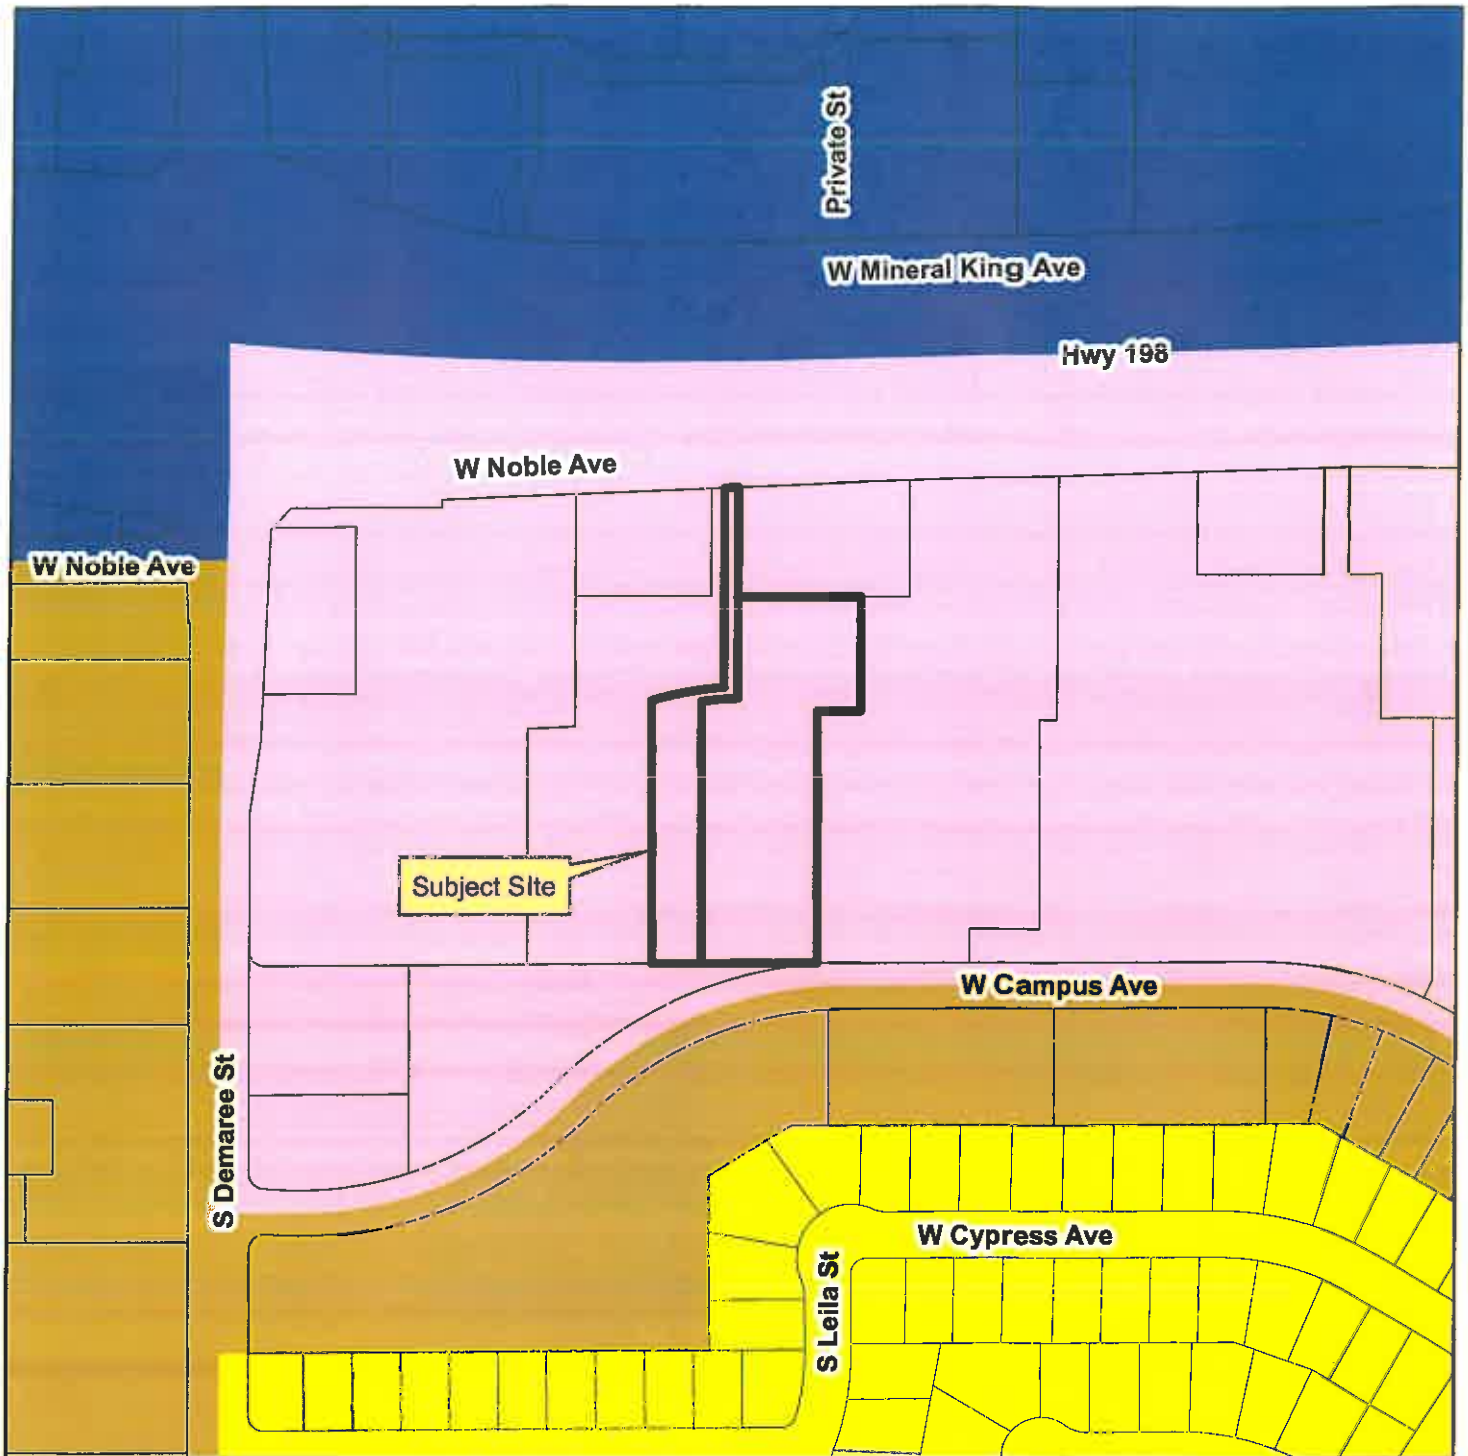 Private St
W Mineral King Ave
Hwy 198
W Noble Ave
W Noble Ave
Subject Site
W Campus Ave
S Demaree St
W Cypress Ave
S Leila St